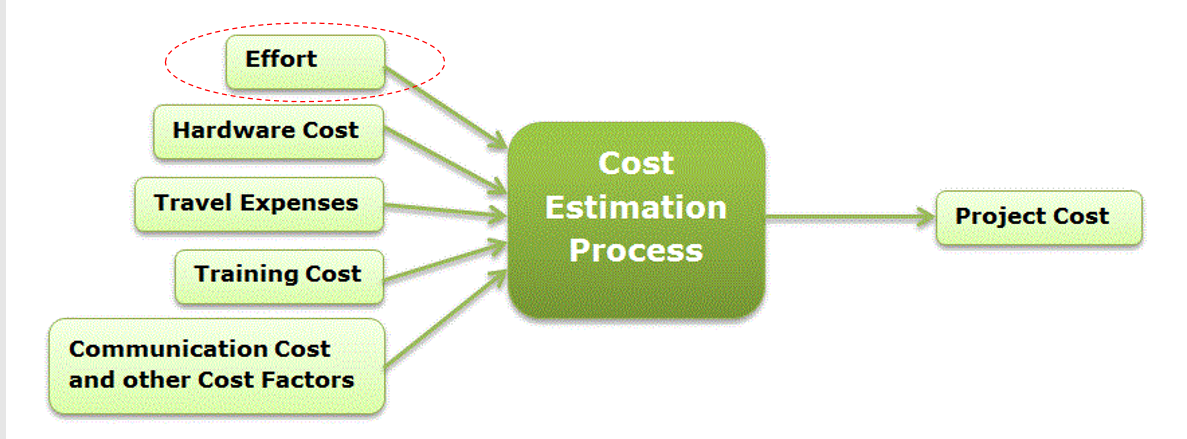 Effort
Hardware Cost
Travel Expenses
Training Cost
Communication Cost
and other Cost Factors
Cost
Estimation
Process
Project Cost